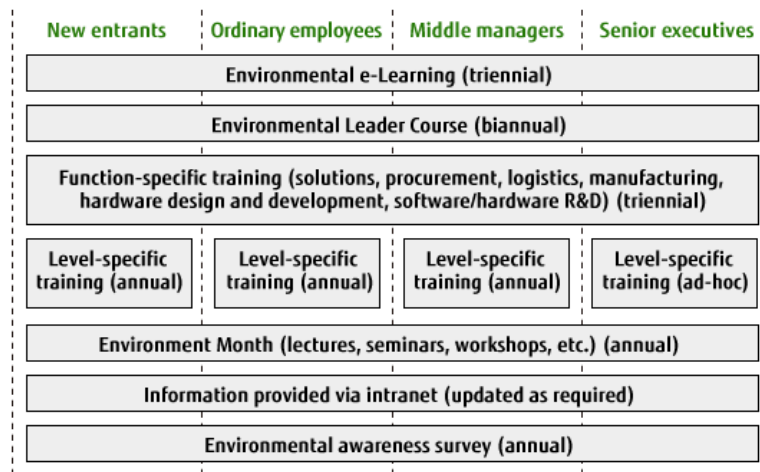 New entrants Ordinary employees Middle managers Senior executives
Environmental e-Learning (triennial)
Environmental Leader Course (biannual)
Function-specific training (solutions, procurement, logistics, manufacturing,
hardware design and development, software/hardware R&D) (triennial)
Level-specific
training (annual)
Level-specific
training (annual)
Level-specific
training (annual)
Level-specific
training (ad-hoc)
Environment Month (lectures, seminars, workshops, etc.) (annual)
Information provided via intranet (updated as required)
Environmental awareness survey (annual)